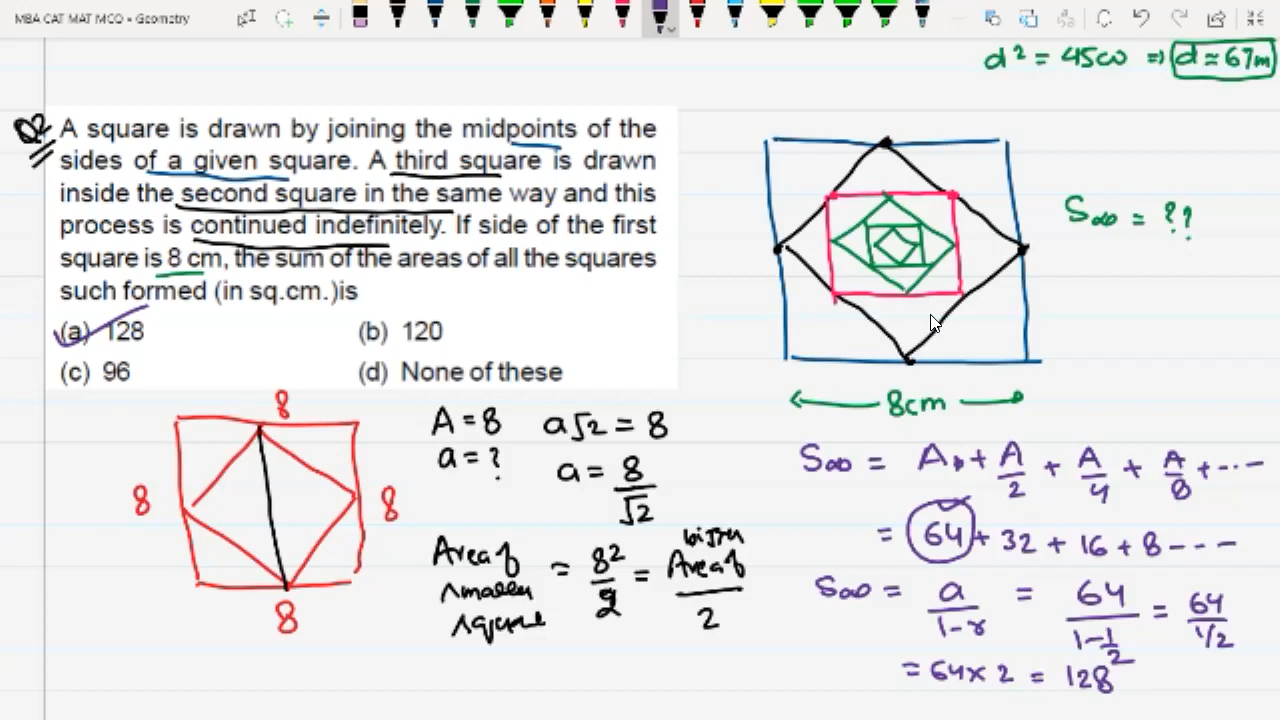 MBA CAT MAT MCQ • Geometry
d² = 4500 ⇒ d ≈ 67m
Q2
A square is drawn by joining the midpoints of the
sides of a given square. A third square is drawn
inside the second square in the same way and this
process is continued indefinitely. If side of the first
square is 8 cm, the sum of the areas of all the squares
such formed (in sq.cm.)is
(a) 128
(b) 120
(c) 96
(d) None of these
S∞ = ??
8cm
8
8
8
8
A = 8
a = ?
a√2 = 8
a = 8/√2
Area of smaller square = 8²/2 = bigger Area of/2
S∞ = A + A/2 + A/4 + A/8 + ----
= 64 + 32 + 16 + 8 ----
S∞ = a/1-r = 64/1-1/2 = 64/1/2
= 64 x 2 = 128